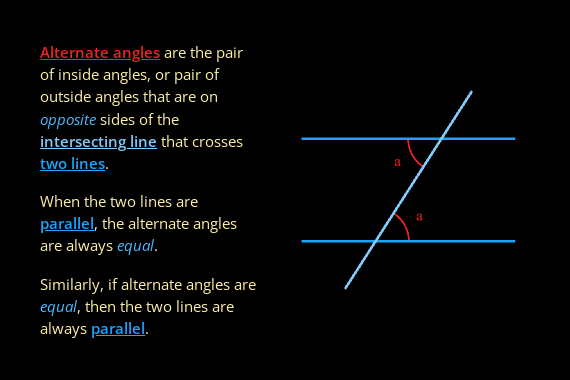 Alternate angles are the pair
of inside angles, or pair of
outside angles that are on
opposite sides of the
intersecting line that crosses
two lines.
When the two lines are
parallel, the alternate angles
are always equal.
Similarly, if alternate angles are
equal, then the two lines are
always parallel.
a
a